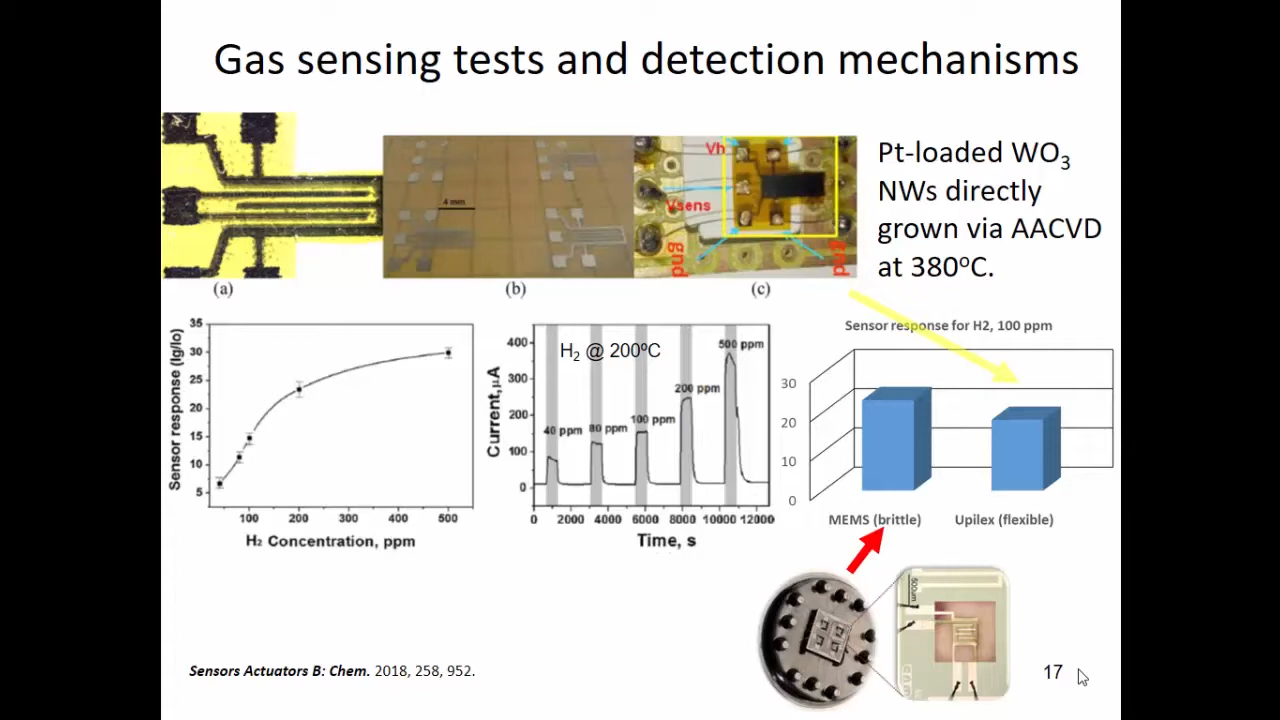 Gas sensing tests and detection mechanisms
4 mm
Vh
Vsens
gnd
gnd
(a)
(b)
(c)
Pt-loaded WO₃
NWs directly
grown via AACVD
at 380ºC.
Sensor response (Ig/Io)
35
30
25
20
15
10
5
100
200
300
400
500
H₂ Concentration, ppm
Current,μA
400
300
200
100
0
H₂ @ 200ºC
40 ppm
80 ppm
100 ppm
200 ppm
500 ppm
0
2000
4000
6000
8000
10000
12000
Time, s
Sensor response for H2, 100 ppm
30
20
10
0
MEMS (brittle)
Upilex (flexible)
500μm
Sensors Actuators B: Chem. 2018, 258, 952.
17